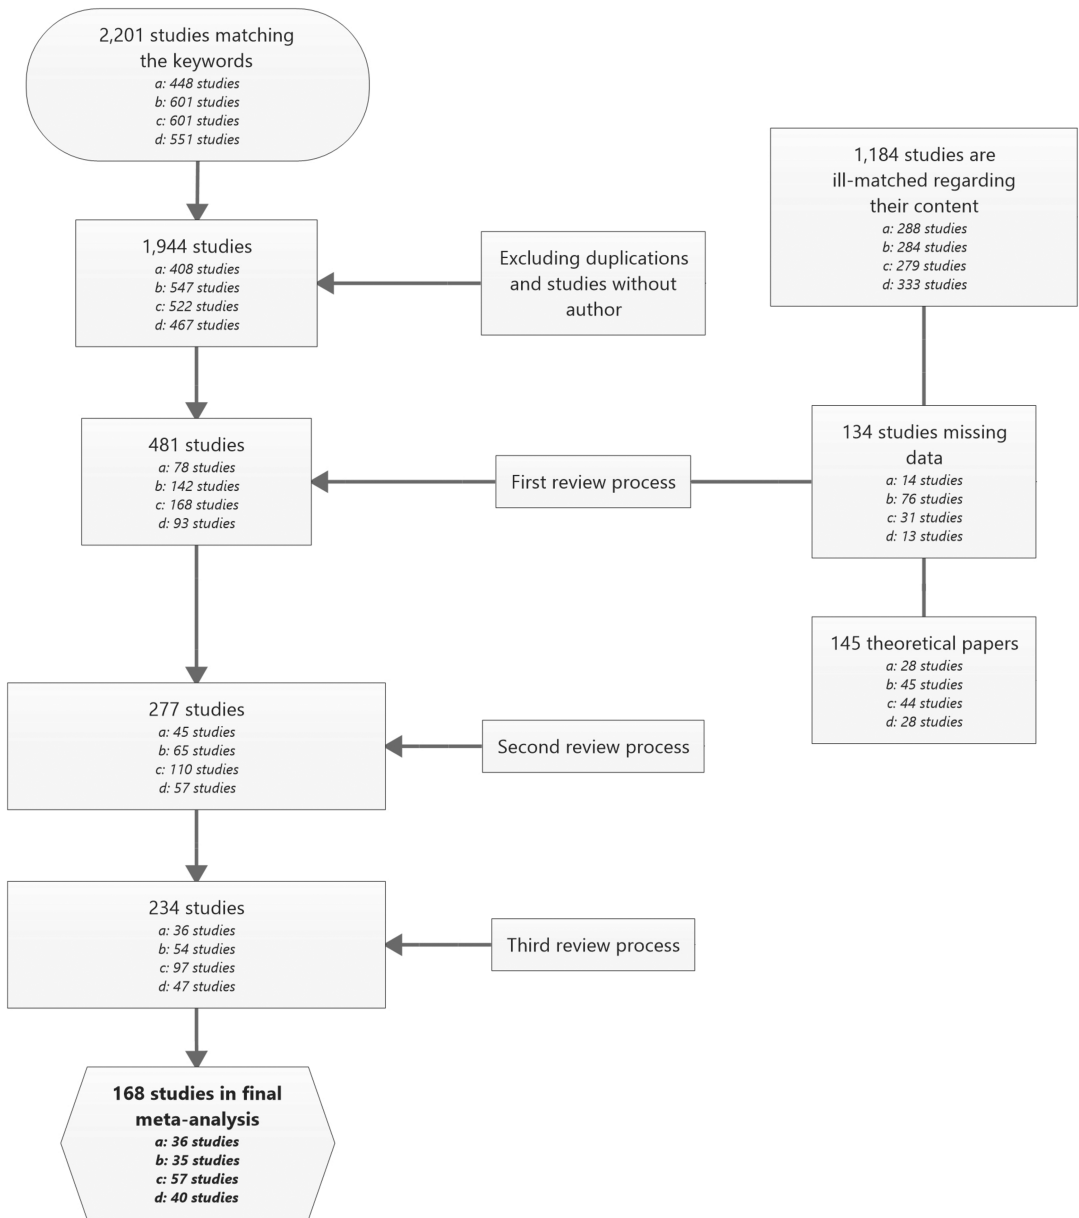 2,201 studies matching
the keywords
a: 448 studies
b: 601 studies
c: 601 studies
d: 551 studies
1,944 studies
a: 408 studies
b: 547 studies
c: 522 studies
d: 467 studies
Excluding duplications
and studies without
author
1,184 studies are
ill-matched regarding
their content
a: 288 studies
b: 284 studies
c: 279 studies
d: 333 studies
481 studies
a: 78 studies
b: 142 studies
c: 168 studies
d: 93 studies
First review process
134 studies missing
data
a: 14 studies
b: 76 studies
c: 31 studies
d: 13 studies
145 theoretical papers
a: 28 studies
b: 45 studies
c: 44 studies
d: 28 studies
277 studies
a: 45 studies
b: 65 studies
c: 110 studies
d: 57 studies
Second review process
234 studies
a: 36 studies
b: 54 studies
c: 97 studies
d: 47 studies
Third review process
168 studies in final
meta-analysis
a: 36 studies
b: 35 studies
c: 57 studies
d: 40 studies